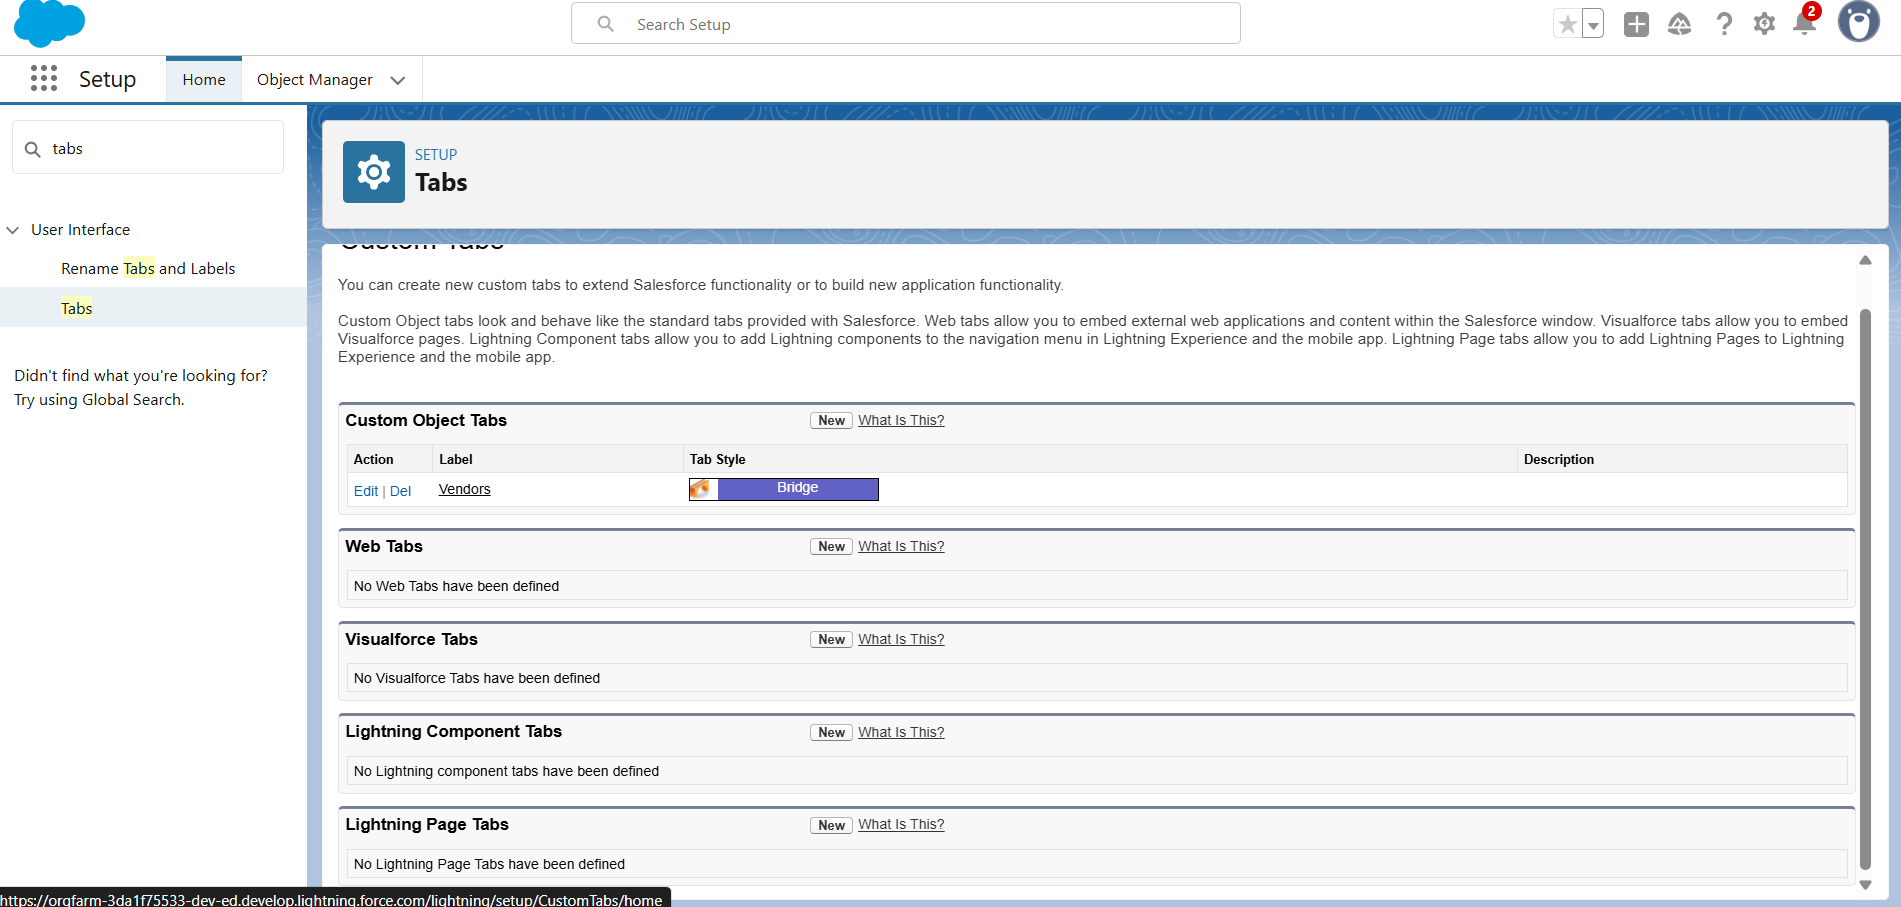 Search Setup
2
Setup
Home
Object Manager
tabs
User Interface
Rename Tabs and Labels
Tabs
Didn't find what you're looking for?
Try using Global Search.
SETUP
Tabs
Custom Tabs
You can create new custom tabs to extend Salesforce functionality or to build new application functionality.
Custom Object tabs look and behave like the standard tabs provided with Salesforce. Web tabs allow you to embed external web applications and content within the Salesforce window. Visualforce tabs allow you to embed
Visualforce pages. Lightning Component tabs allow you to add Lightning components to the navigation menu in Lightning Experience and the mobile app. Lightning Page tabs allow you to add Lightning Pages to Lightning
Experience and the mobile app.
Custom Object Tabs New What Is This?
Action Label Tab Style Description
Edit | Del Vendors Bridge
Web Tabs New What Is This?
No Web Tabs have been defined
Visualforce Tabs New What Is This?
No Visualforce Tabs have been defined
Lightning Component Tabs New What Is This?
No Lightning component tabs have been defined
Lightning Page Tabs New What Is This?
No Lightning Page Tabs have been defined
https://orgfarm-3da1f75533-dev-ed.develop.lightning.force.com/lightning/setup/CustomTabs/home